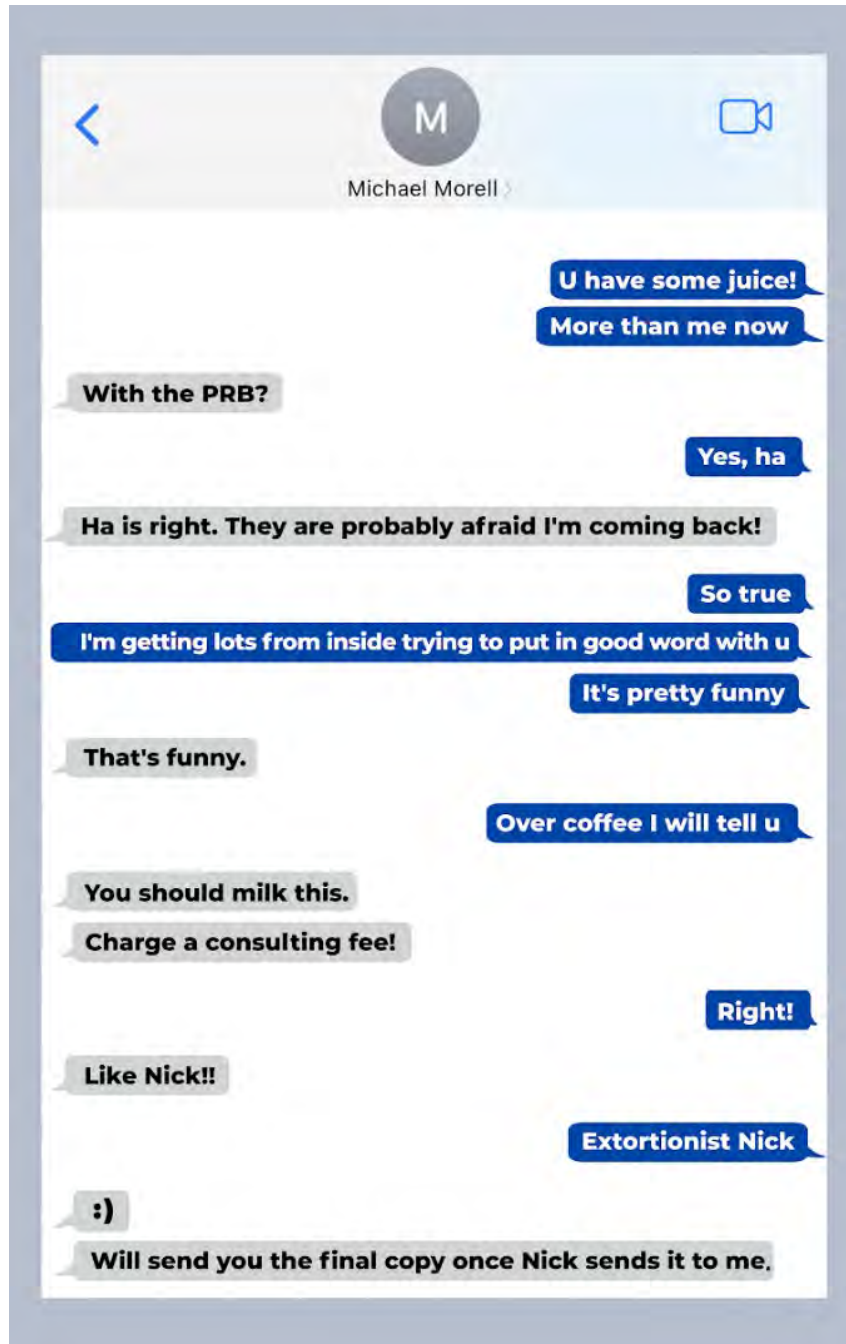 M
Michael Morell
U have some juice!
More than me now
With the PRB?
Yes, ha
Ha is right. They are probably afraid I'm coming back!
So true
I'm getting lots from inside trying to put in good word with u
It's pretty funny
That's funny.
Over coffee I will tell u
You should milk this.
Charge a consulting fee!
Right!
Like Nick!!
Extortionist Nick
:)
Will send you the final copy once Nick sends it to me.